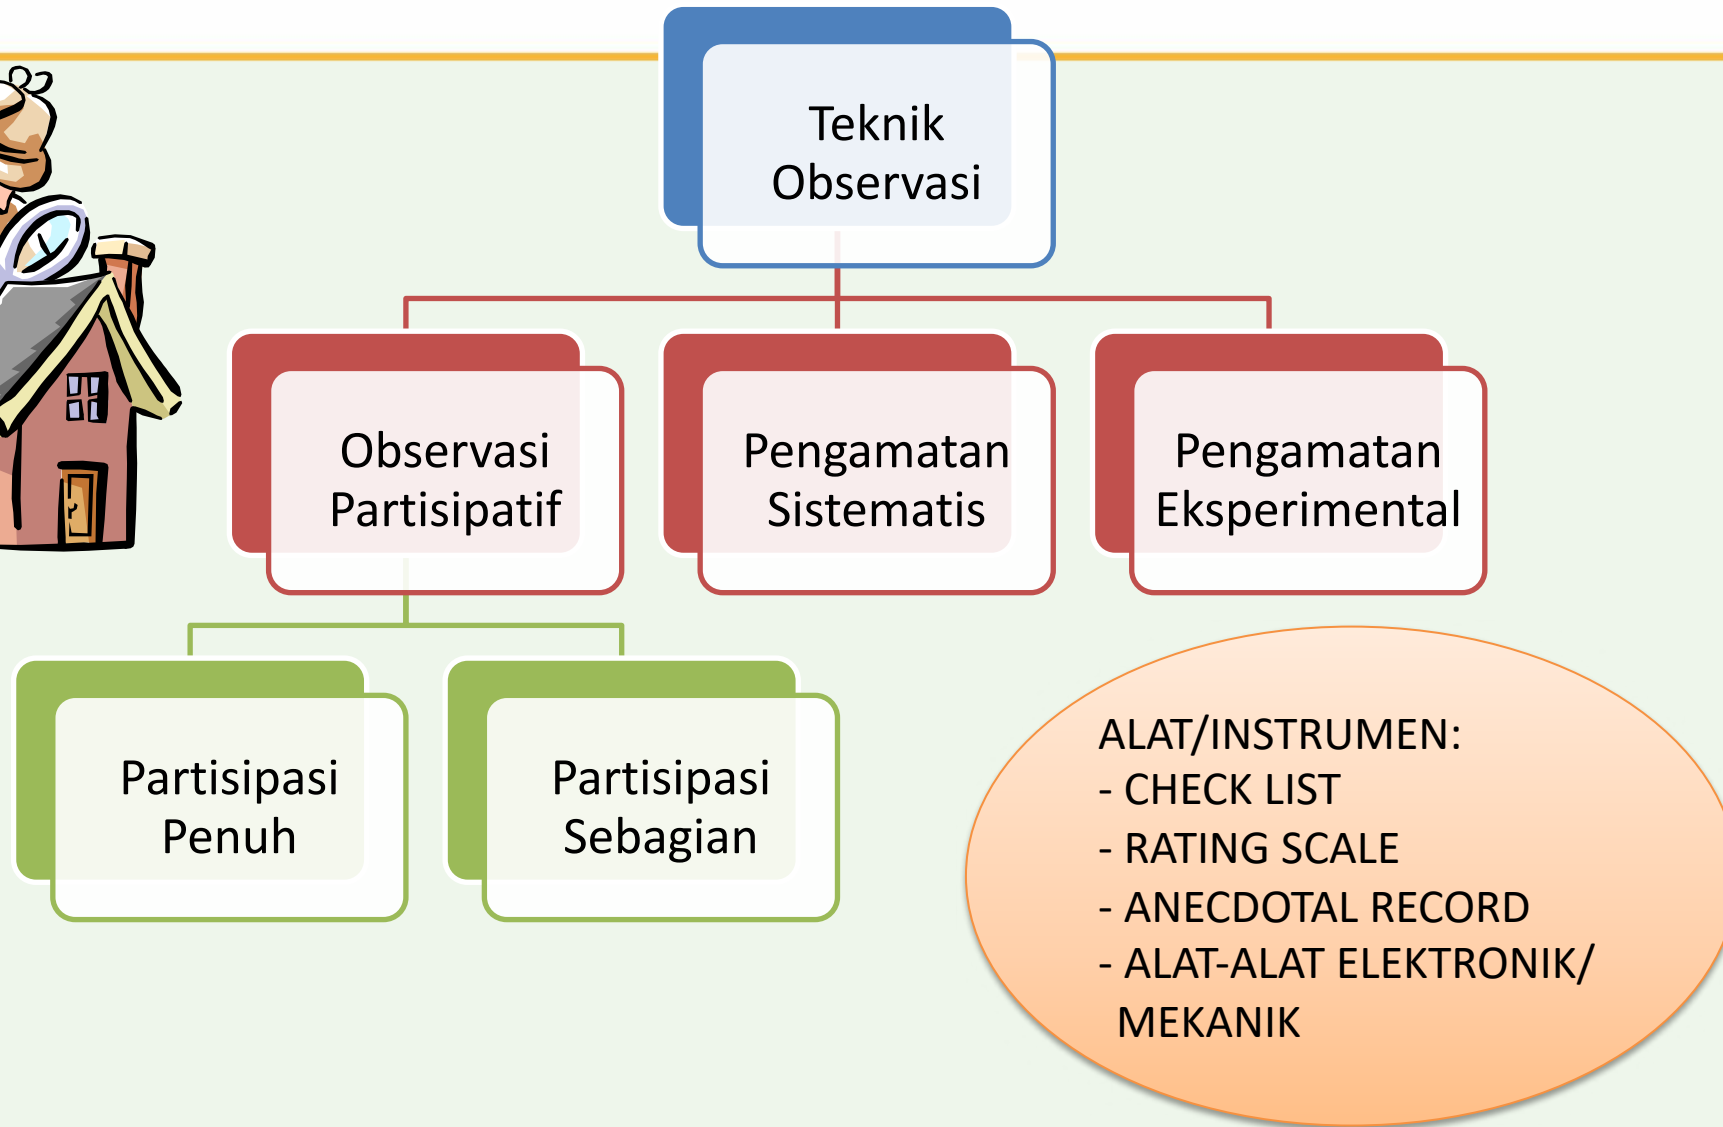 Teknik
Observasi
Observasi
Partisipatif
Pengamatan
Sistematis
Pengamatan
Eksperimental
Partisipasi
Penuh
Partisipasi
Sebagian
ALAT/INSTRUMEN:
- CHECK LIST
- RATING SCALE
- ANECDOTAL RECORD
- ALAT-ALAT ELEKTRONIK/
MEKANIK